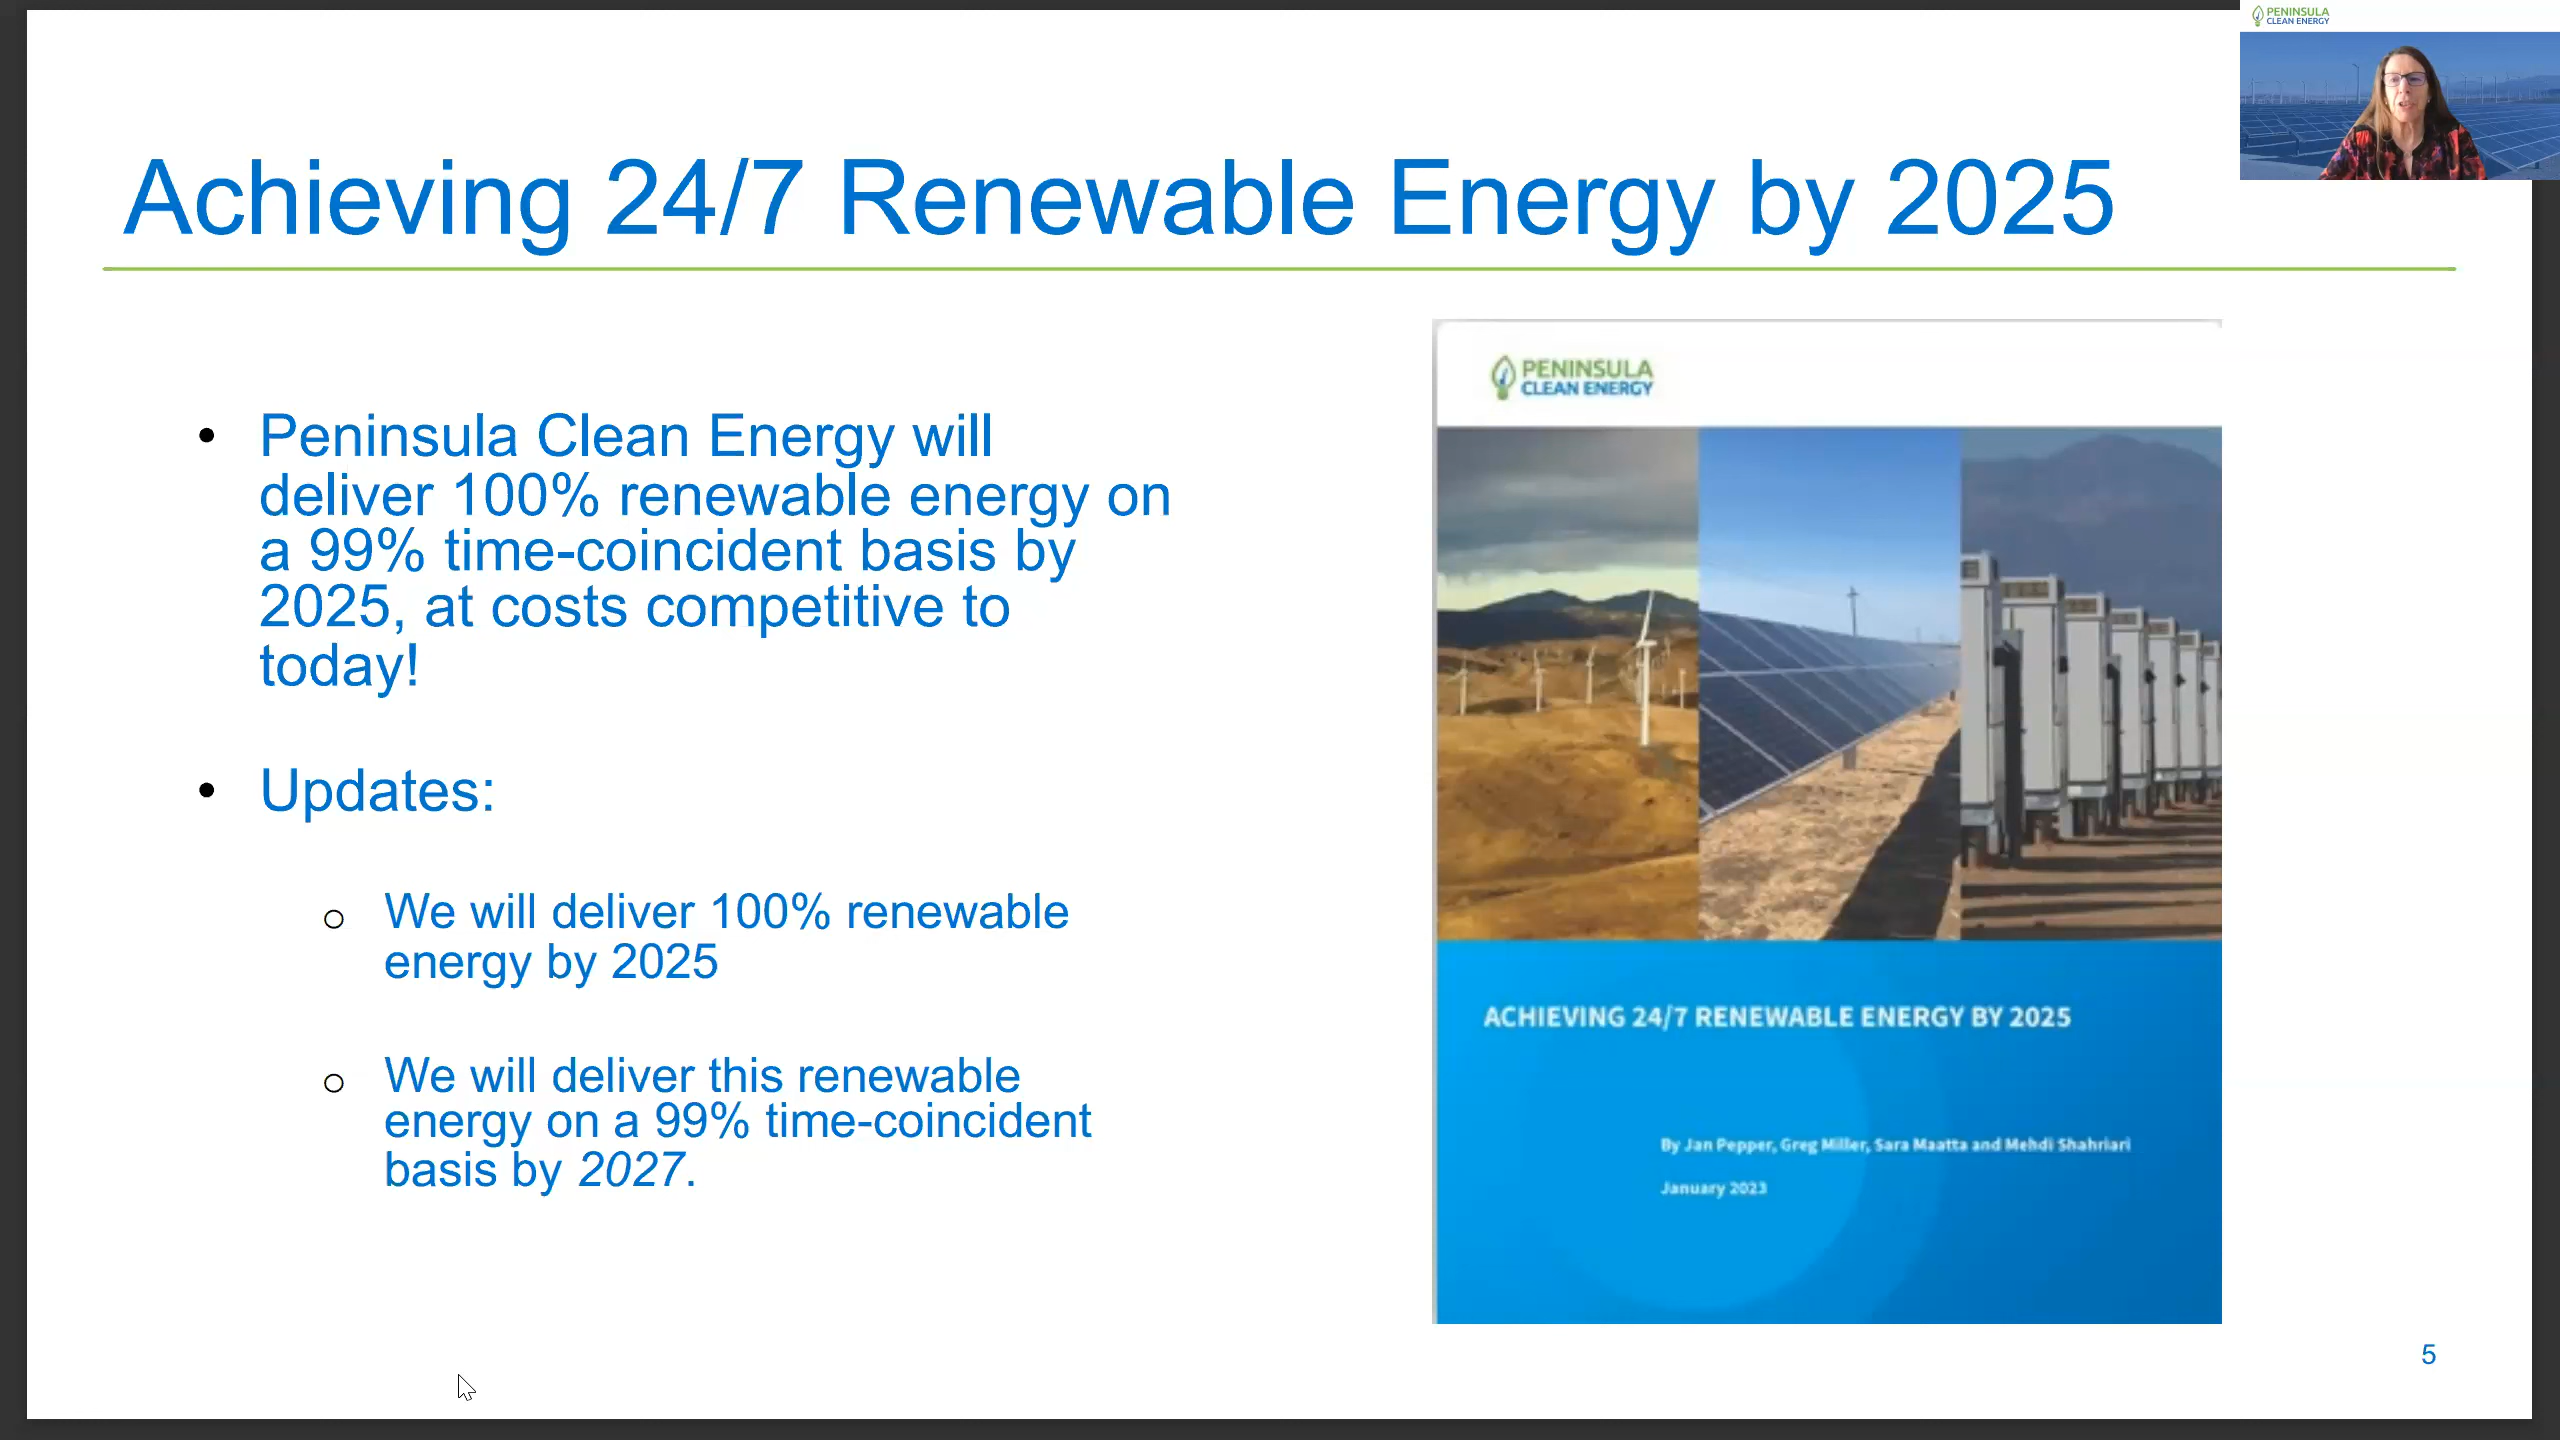 PENINSULA
CLEAN ENERGY
Achieving 24/7 Renewable Energy by 2025
• Peninsula Clean Energy will
deliver 100% renewable energy on
a 99% time-coincident basis by
2025, at costs competitive to
today!
• Updates:
o We will deliver 100% renewable
energy by 2025
o We will deliver this renewable
energy on a 99% time-coincident
basis by 2027.
PENINSULA
CLEAN ENERGY
ACHIEVING 24/7 RENEWABLE ENERGY BY 2025
By Jan Pepper, Greg Miller, Sara Maatta and Mehdi Shahriari
January 2023
5